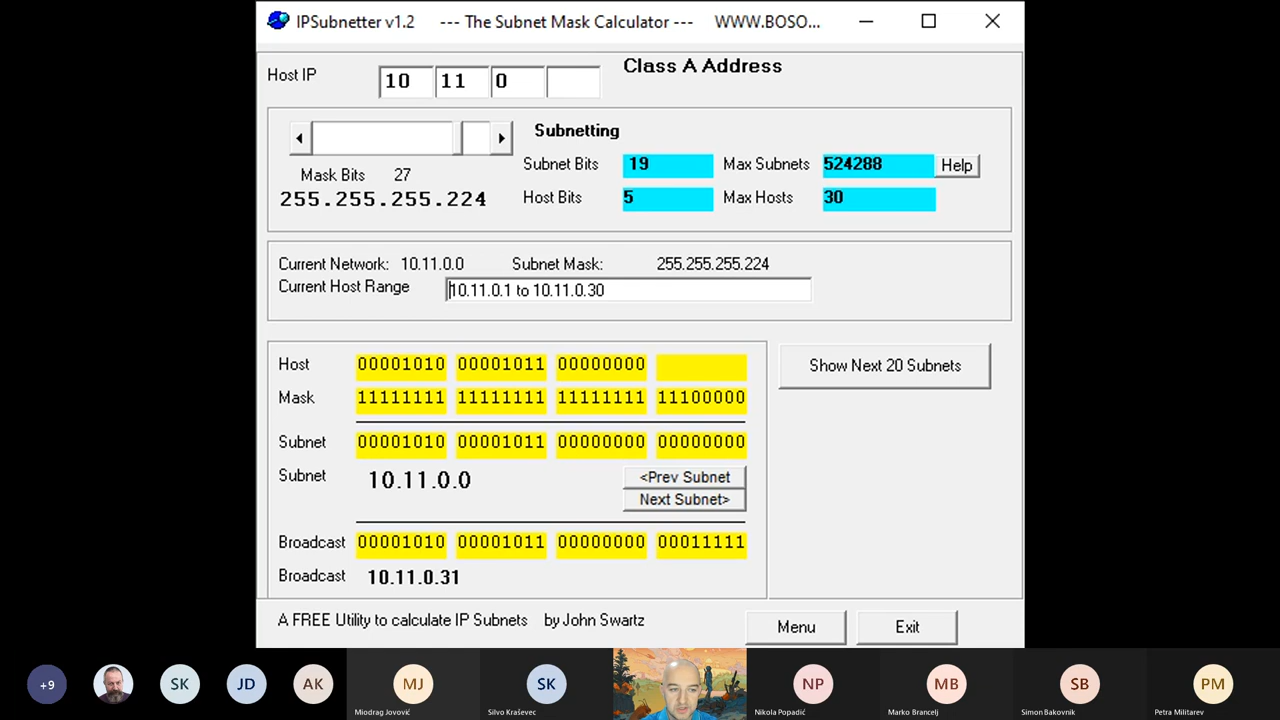 IPSubnetter v1.2 --- The Subnet Mask Calculator --- WWW.BOSO...
Host IP 10 11 0 Class A Address
Subnetting
Subnet Bits 19 Max Subnets 524288 Help
Mask Bits 27
255.255.255.224 Host Bits 5 Max Hosts 30
Current Network: 10.11.0.0 Subnet Mask: 255.255.255.224
Current Host Range 10.11.0.1 to 10.11.0.30
Host 00001010 00001011 00000000 Show Next 20 Subnets
Mask 11111111 11111111 11111111 11100000
Subnet 00001010 00001011 00000000 00000000
Subnet 10.11.0.0 <Prev Subnet
Next Subnet>
Broadcast 00001010 00001011 00000000 00011111
Broadcast 10.11.0.31
A FREE Utility to calculate IP Subnets by John Swartz Menu Exit
+9 SK JD AK MJ SK NP MB SB PM
Miodrag Jovović Silvo Kraševec Nikola Popadić Marko Brancelj Simon Bakovnik Petra Militarev